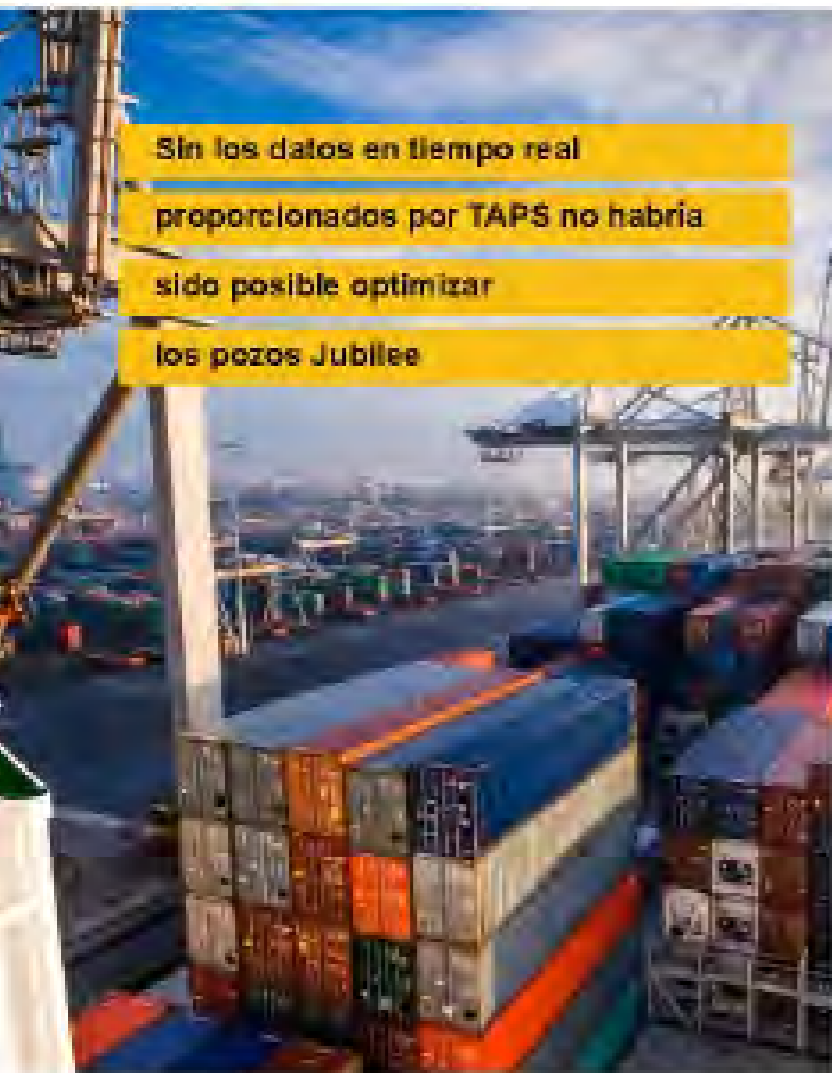 Sin los datos en tiempo real
proporcionados por TAPS no habría
sido posible optimizar
los pozos Jubilee